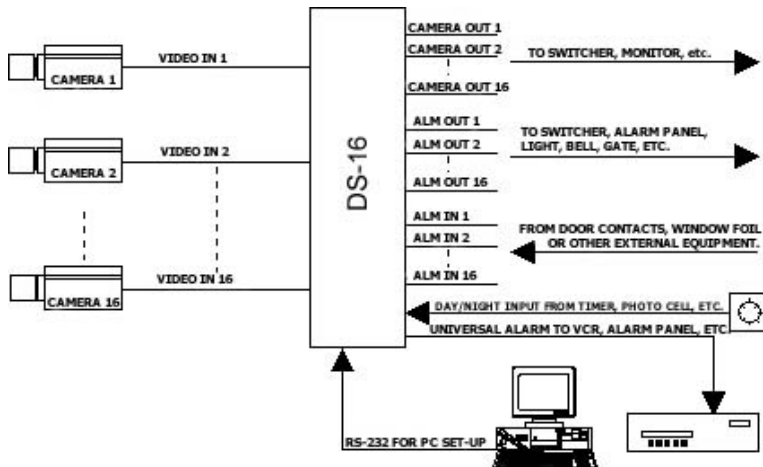 CAMERA OUT 1
VIDEO IN 1
CAMERA OUT 2
TO SWITCHER, MONITOR, etc.
CAMERA 1
CAMERA OUT 16
ALM OUT 1
TO SWITCHER, ALARM PANEL,
LIGHT, BELL, GATE, ETC.
VIDEO IN 2
ALM OUT 2
CAMERA 2
DS-16
ALM OUT 16
ALM IN 1
FROM DOOR CONTACTS, WINDOW FOIL
OR OTHER EXTERNAL EQUIPMENT.
ALM IN 2
VIDEO IN 16
ALM IN 16
CAMERA 16
DAY/NIGHT INPUT FROM TIMER, PHOTO CELL, ETC.
UNIVERSAL ALARM TO VCR, ALARM PANEL, ETC.
RS-232 FOR PC SET-UP